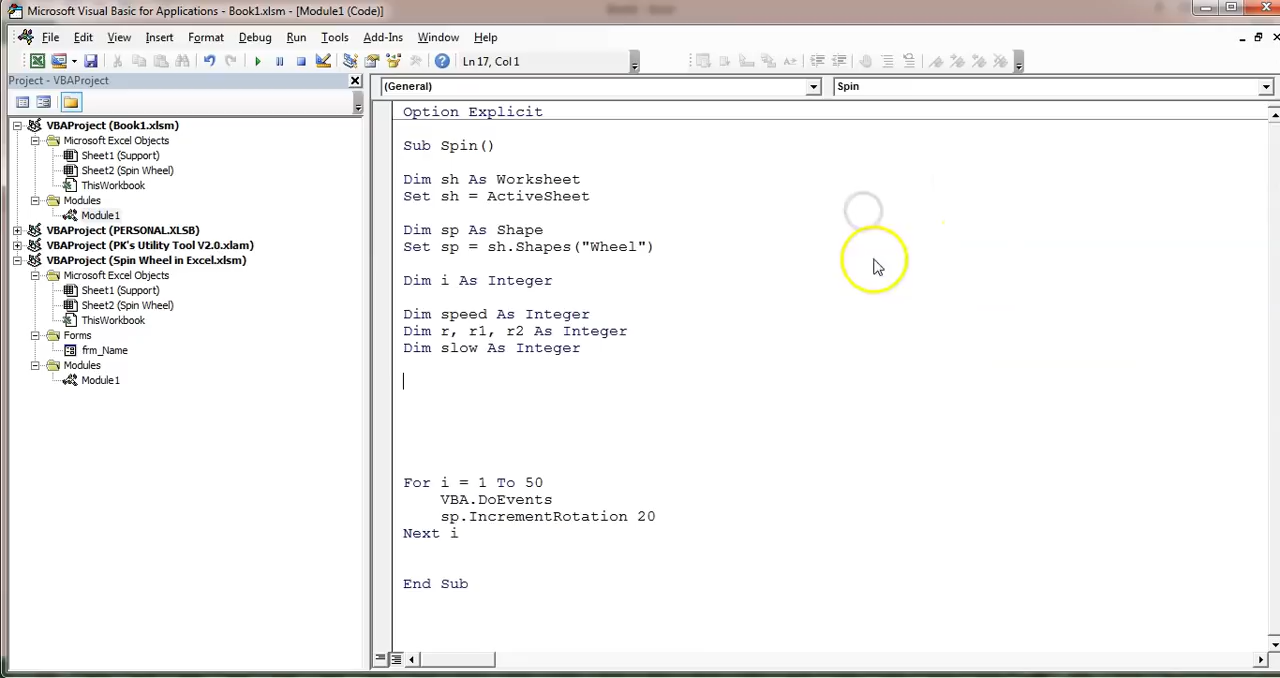 Microsoft Visual Basic for Applications - Book1.xlsm - [Module1 (Code)]
File Edit View Insert Format Debug Run Tools Add-Ins Window Help
Ln 17, Col 1
Project - VBAProject
(General)
Spin
VBAProject (Book1.xlsm)
Microsoft Excel Objects
Sheet1 (Support)
Sheet2 (Spin Wheel)
ThisWorkbook
Modules
Module1
VBAProject (PERSONAL.XLSB)
VBAProject (PK's Utility Tool V2.0.xlam)
VBAProject (Spin Wheel in Excel.xlsm)
Microsoft Excel Objects
Sheet1 (Support)
Sheet2 (Spin Wheel)
ThisWorkbook
Forms
frm_Name
Modules
Module1
Option Explicit
Sub Spin()
Dim sh As Worksheet
Set sh = ActiveSheet
Dim sp As Shape
Set sp = sh.Shapes("Wheel")
Dim i As Integer
Dim speed As Integer
Dim r, r1, r2 As Integer
Dim slow As Integer
For i = 1 To 50
VBA.DoEvents
sp.IncrementRotation 20
Next i
End Sub